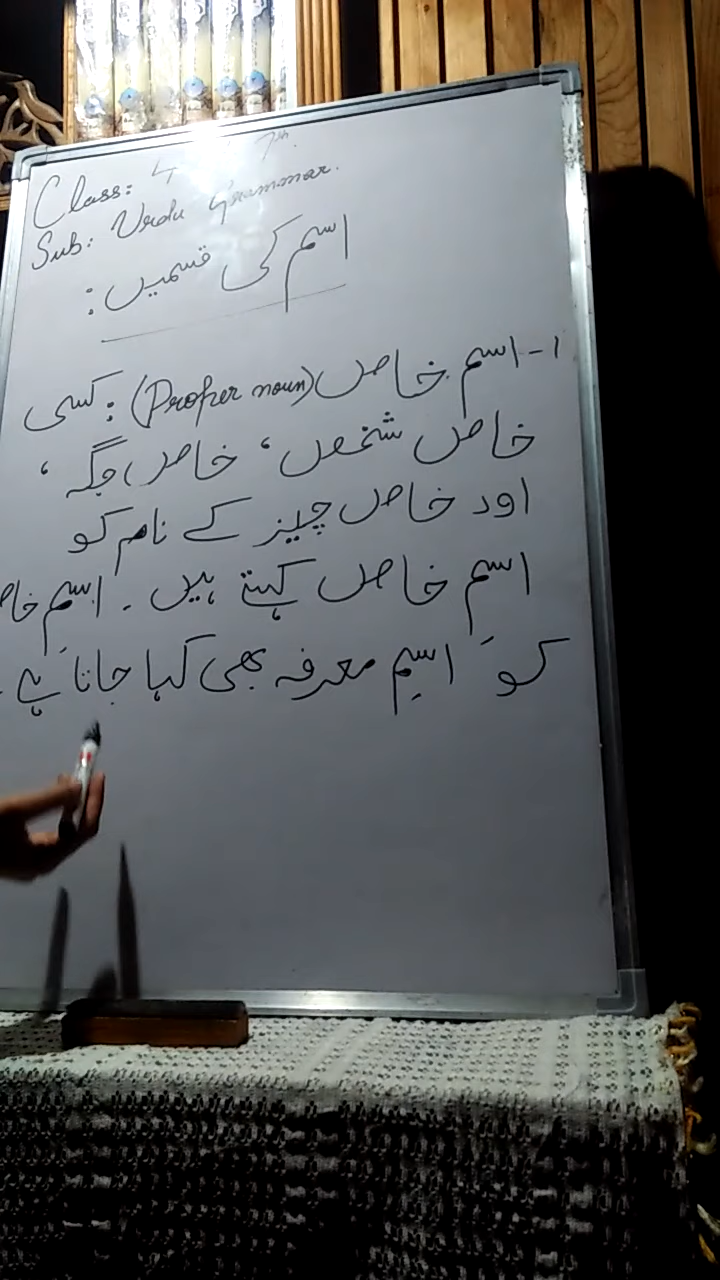 Class: 4 7th.
Sub: Urdu Grammar.
اسم کی قسمیں:
۱- اسم خاص (Proper noun): کسی
خاص شخص، خاص جگہ،
اور خاص چیز کے نام کو
اسم خاص کہتے ہیں۔ اسمِ خاص
کو اسمِ معرفہ بھی کہا جاتا ہے۔